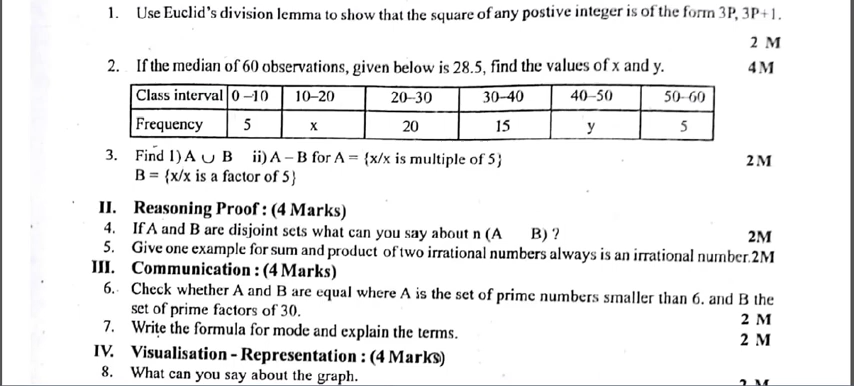 1. Use Euclid's division lemma to show that the square of any postive integer is of the form 3P, 3P+1.
2 M
2. If the median of 60 observations, given below is 28.5, find the values of x and y. 4M
Class interval 0–10 10–20 20–30 30–40 40–50 50–60
Frequency 5 x 20 15 y 5
3. Find 1) A ∪ B ii) A – B for A = {x/x is multiple of 5} 2M
B = {x/x is a factor of 5}
II. Reasoning Proof : (4 Marks)
4. If A and B are disjoint sets what can you say about n (A B) ? 2M
5. Give one example for sum and product of two irrational numbers always is an irrational number. 2M
III. Communication : (4 Marks)
6. Check whether A and B are equal where A is the set of prime numbers smaller than 6. and B the
set of prime factors of 30. 2 M
7. Write the formula for mode and explain the terms. 2 M
IV. Visualisation - Representation : (4 Marks)
8. What can you say about the graph. 2 M